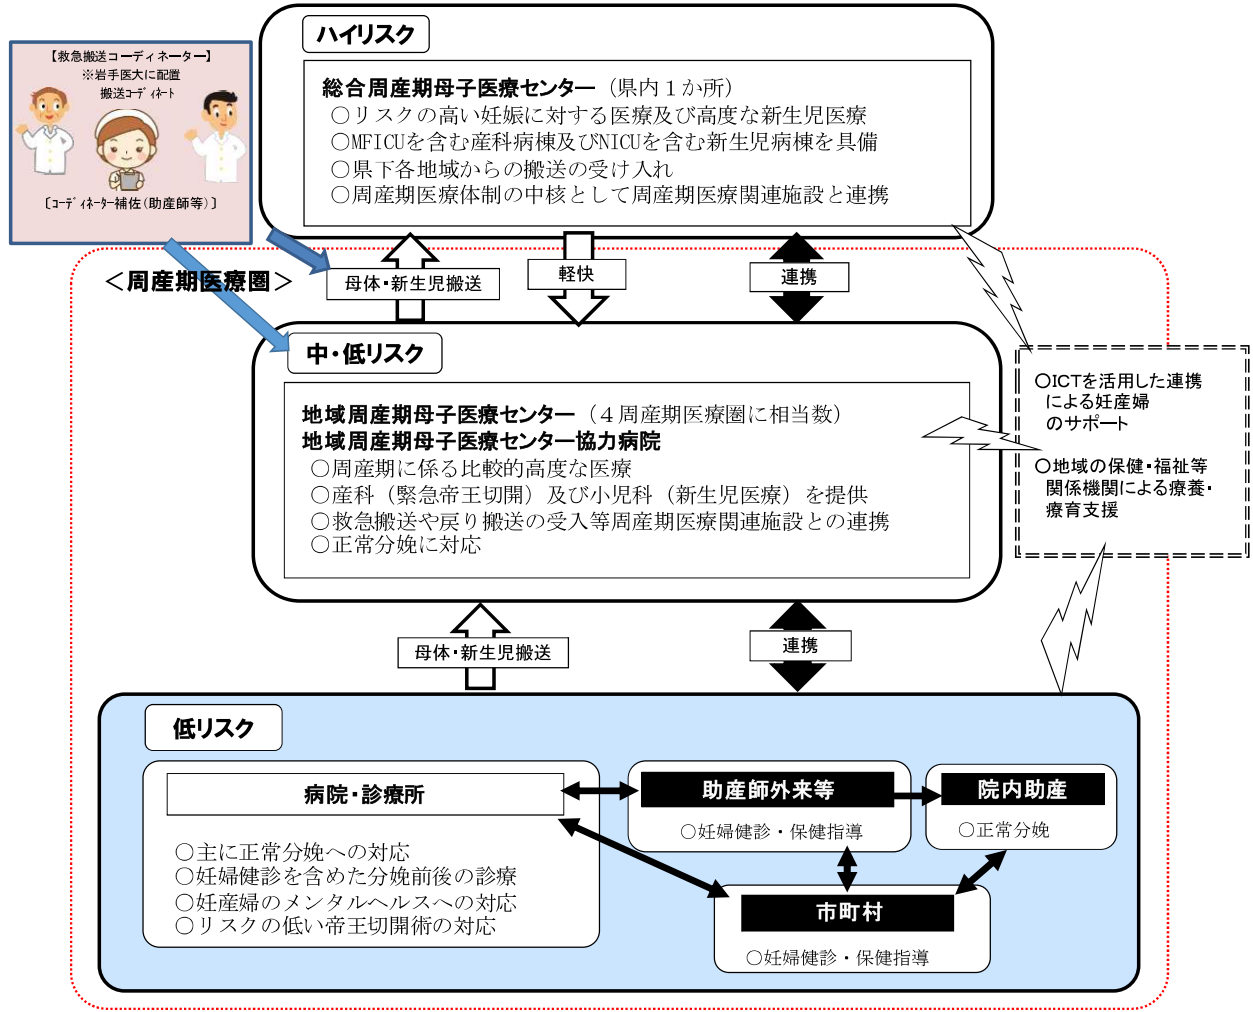 【救急搬送コーディネーター】
※岩手医大に配置
搬送コーディネート
〔コーディネーター補佐(助産師等)〕
ハイリスク
総合周産期母子医療センター（県内１か所）
○リスクの高い妊娠に対する医療及び高度な新生児医療
○MFICUを含む産科病棟及びNICUを含む新生児病棟を具備
○県下各地域からの搬送の受け入れ
○周産期医療体制の中核として周産期医療関連施設と連携
＜周産期医療圏＞
母体・新生児搬送
軽快
連携
中・低リスク
地域周産期母子医療センター（４周産期医療圏に相当数）
地域周産期母子医療センター協力病院
○周産期に係る比較的高度な医療
○産科（緊急帝王切開）及び小児科（新生児医療）を提供
○救急搬送や戻り搬送の受入等周産期医療関連施設との連携
○正常分娩に対応
○ICTを活用した連携
による妊産婦
のサポート
○地域の保健・福祉等
関係機関による療養・
療育支援
母体・新生児搬送
連携
低リスク
病院・診療所
○主に正常分娩への対応
○妊婦健診を含めた分娩前後の診療
○妊産婦のメンタルヘルスへの対応
○リスクの低い帝王切開術の対応
助産師外来等
○妊婦健診・保健指導
院内助産
○正常分娩
市町村
○妊婦健診・保健指導